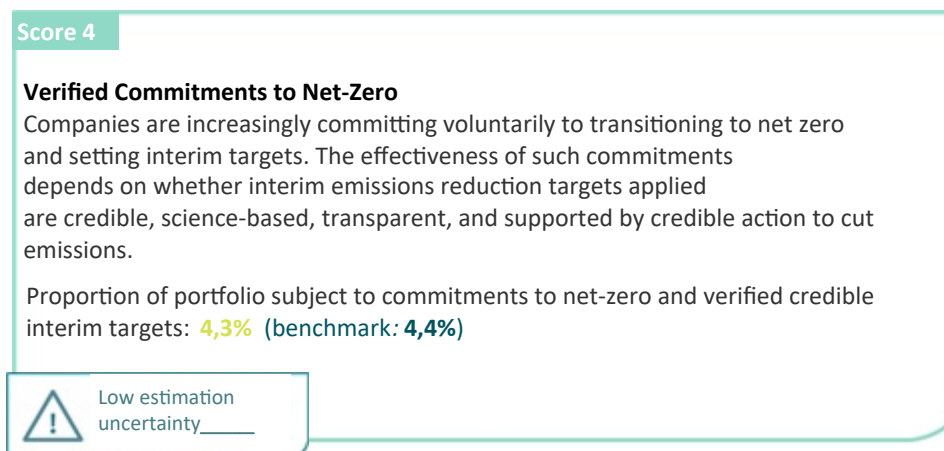 Score 4
Verified Commitments to Net-Zero
Companies are increasingly committing voluntarily to transitioning to net zero
and setting interim targets. The effectiveness of such commitments
depends on whether interim emissions reduction targets applied
are credible, science-based, transparent, and supported by credible action to cut
emissions.
Proportion of portfolio subject to commitments to net-zero and verified credible
interim targets: 4,3% (benchmark: 4,4%)
Low estimation
uncertainty_____